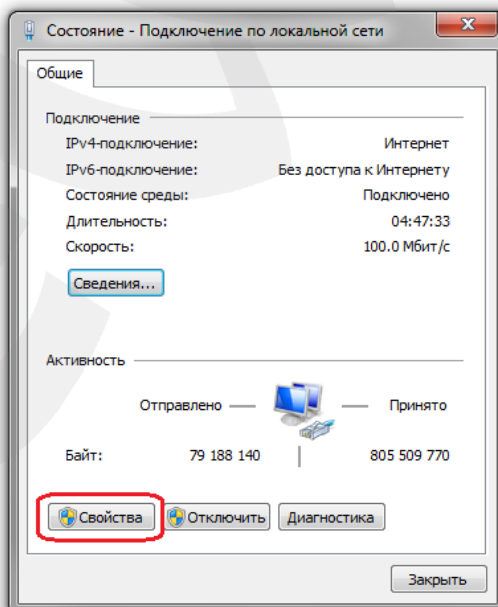 Состояние - Подключение по локальной сети
Общие
Подключение
IPv4-подключение: Интернет
IPv6-подключение: Без доступа к Интернету
Состояние среды: Подключено
Длительность: 04:47:33
Скорость: 100.0 Мбит/с
Сведения...
Активность
Отправлено — — Принято
Байт: 79 188 140 | 805 509 770
Свойства Отключить Диагностика
Закрыть